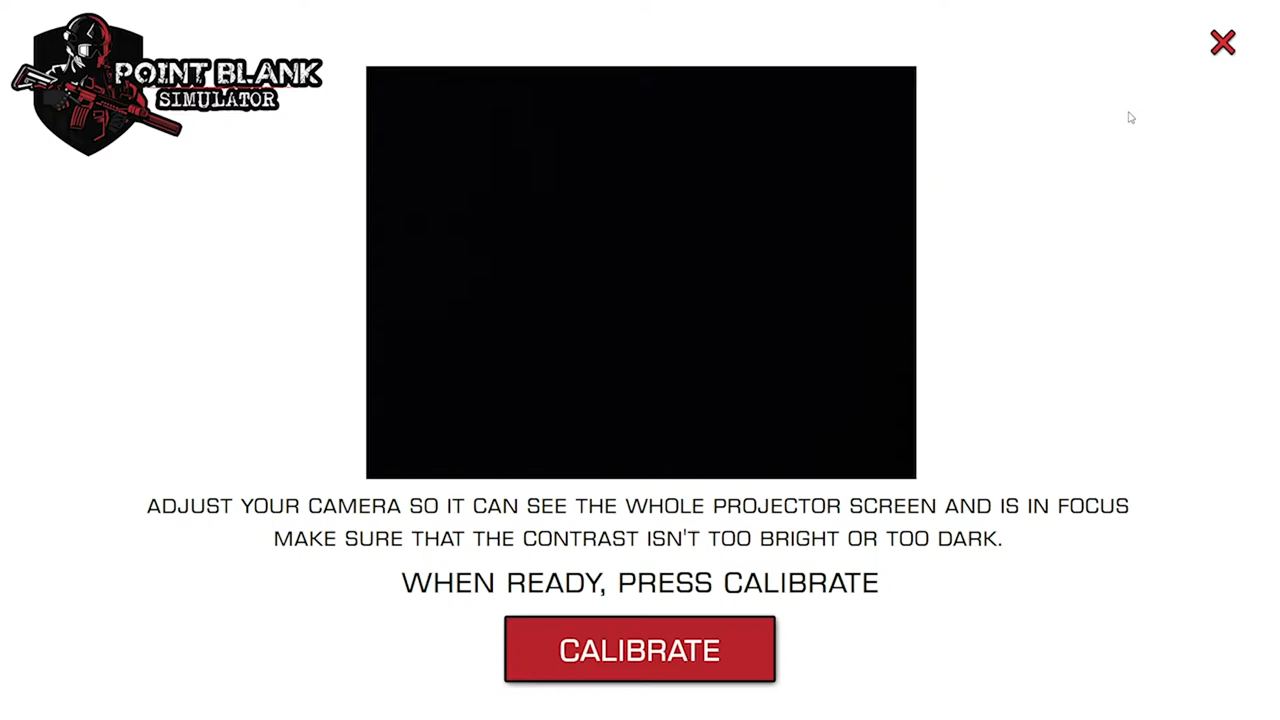 POINT BLANK
SIMULATOR
ADJUST YOUR CAMERA SO IT CAN SEE THE WHOLE PROJECTOR SCREEN AND IS IN FOCUS
MAKE SURE THAT THE CONTRAST ISN'T TOO BRIGHT OR TOO DARK.
WHEN READY, PRESS CALIBRATE
CALIBRATE